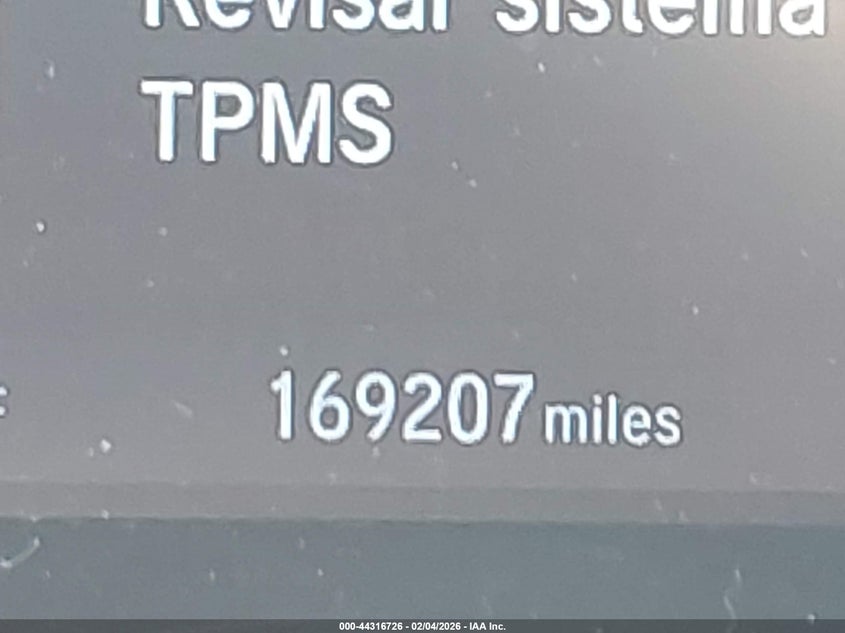 Revisar sistema
TPMS
169207 miles
000-44316726 - 02/04/2026 - IAA Inc.